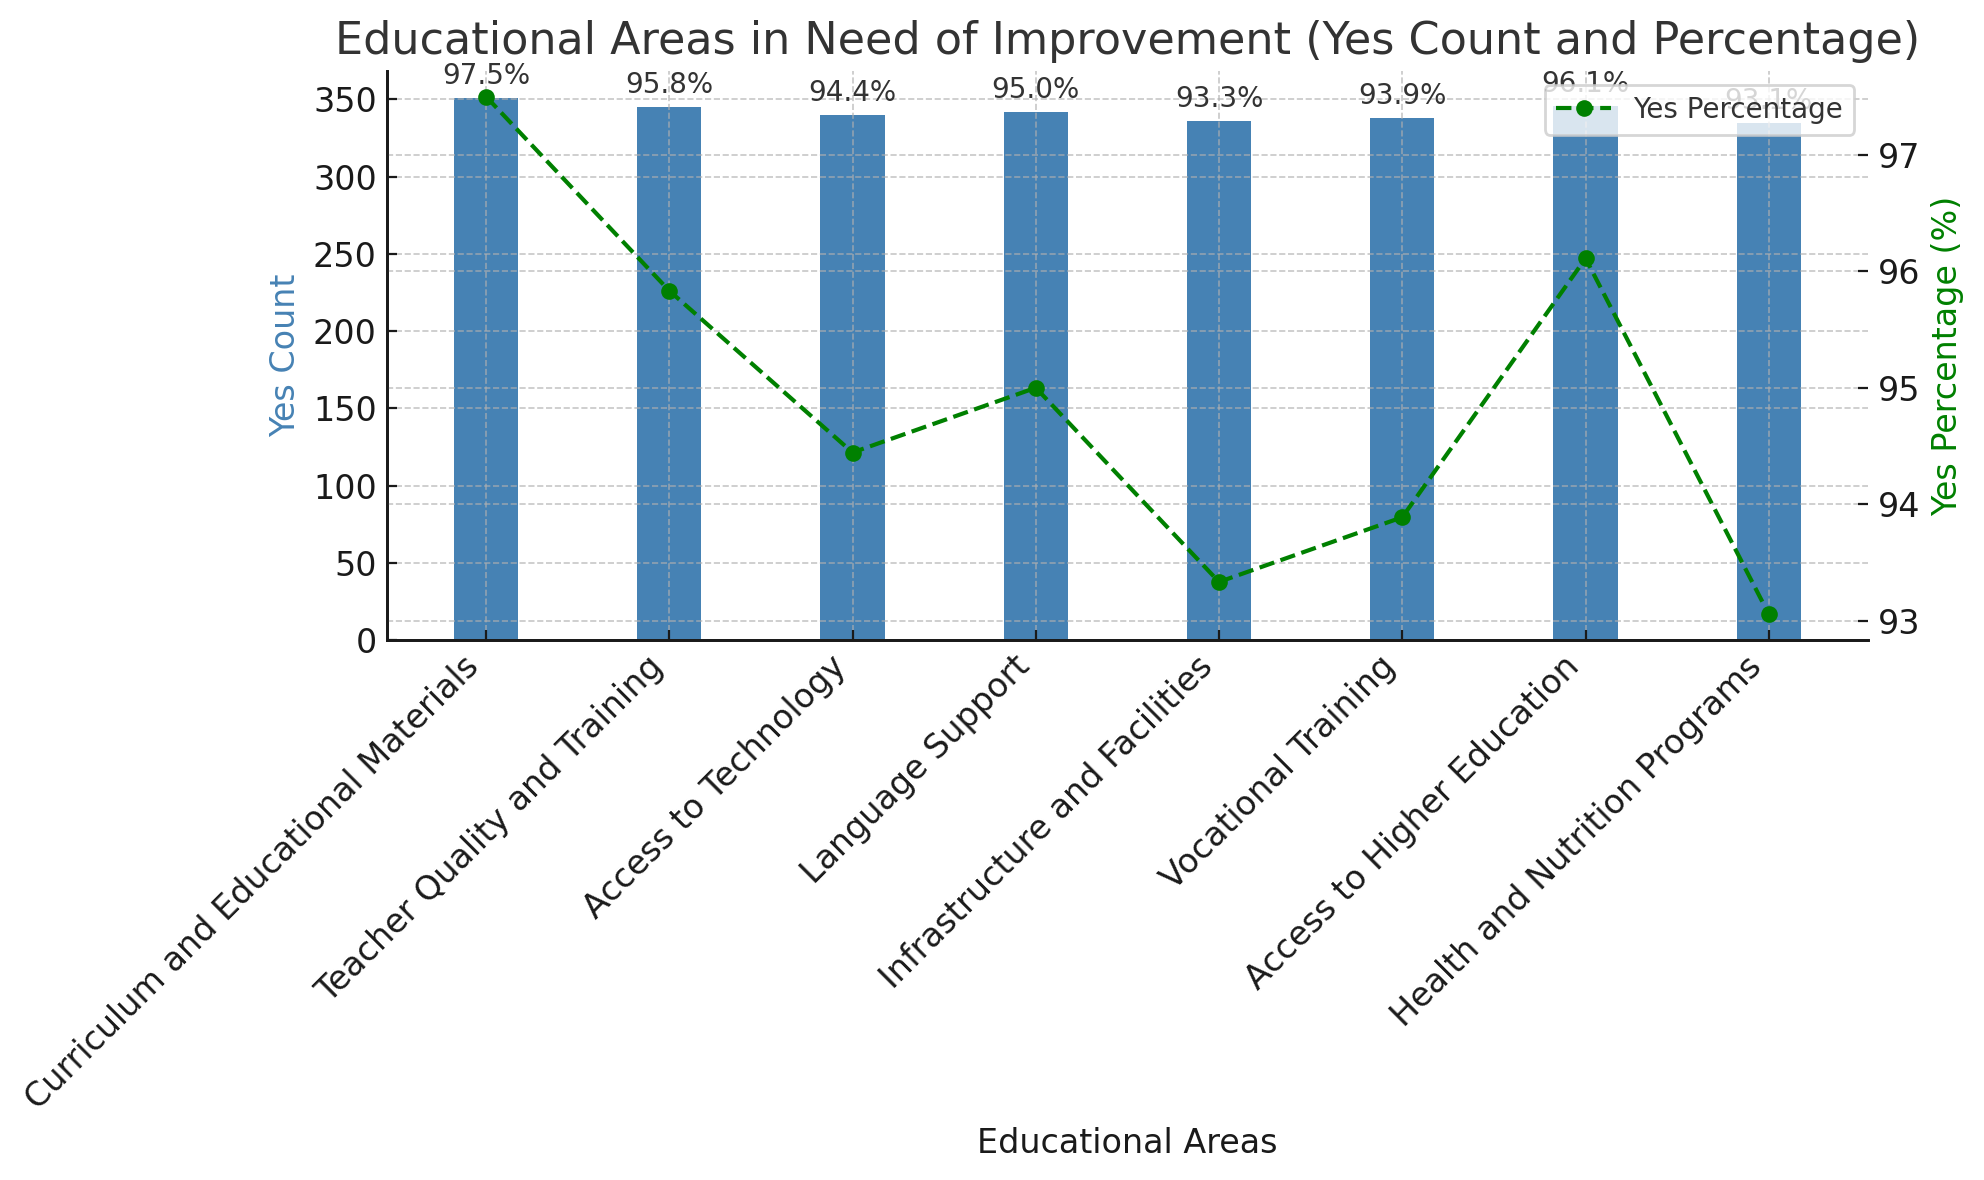 Educational Areas in Need of Improvement (Yes Count and Percentage)
97.5%
95.8%
94.4%
95.0%
93.3%
93.9%
96.1%
93.1%
Yes Percentage
Yes Count
350
300
250
200
150
100
50
0
97
96
95
94
93
Yes Percentage (%)
Curriculum and Educational Materials
Teacher Quality and Training
Access to Technology
Language Support
Infrastructure and Facilities
Vocational Training
Access to Higher Education
Health and Nutrition Programs
Educational Areas